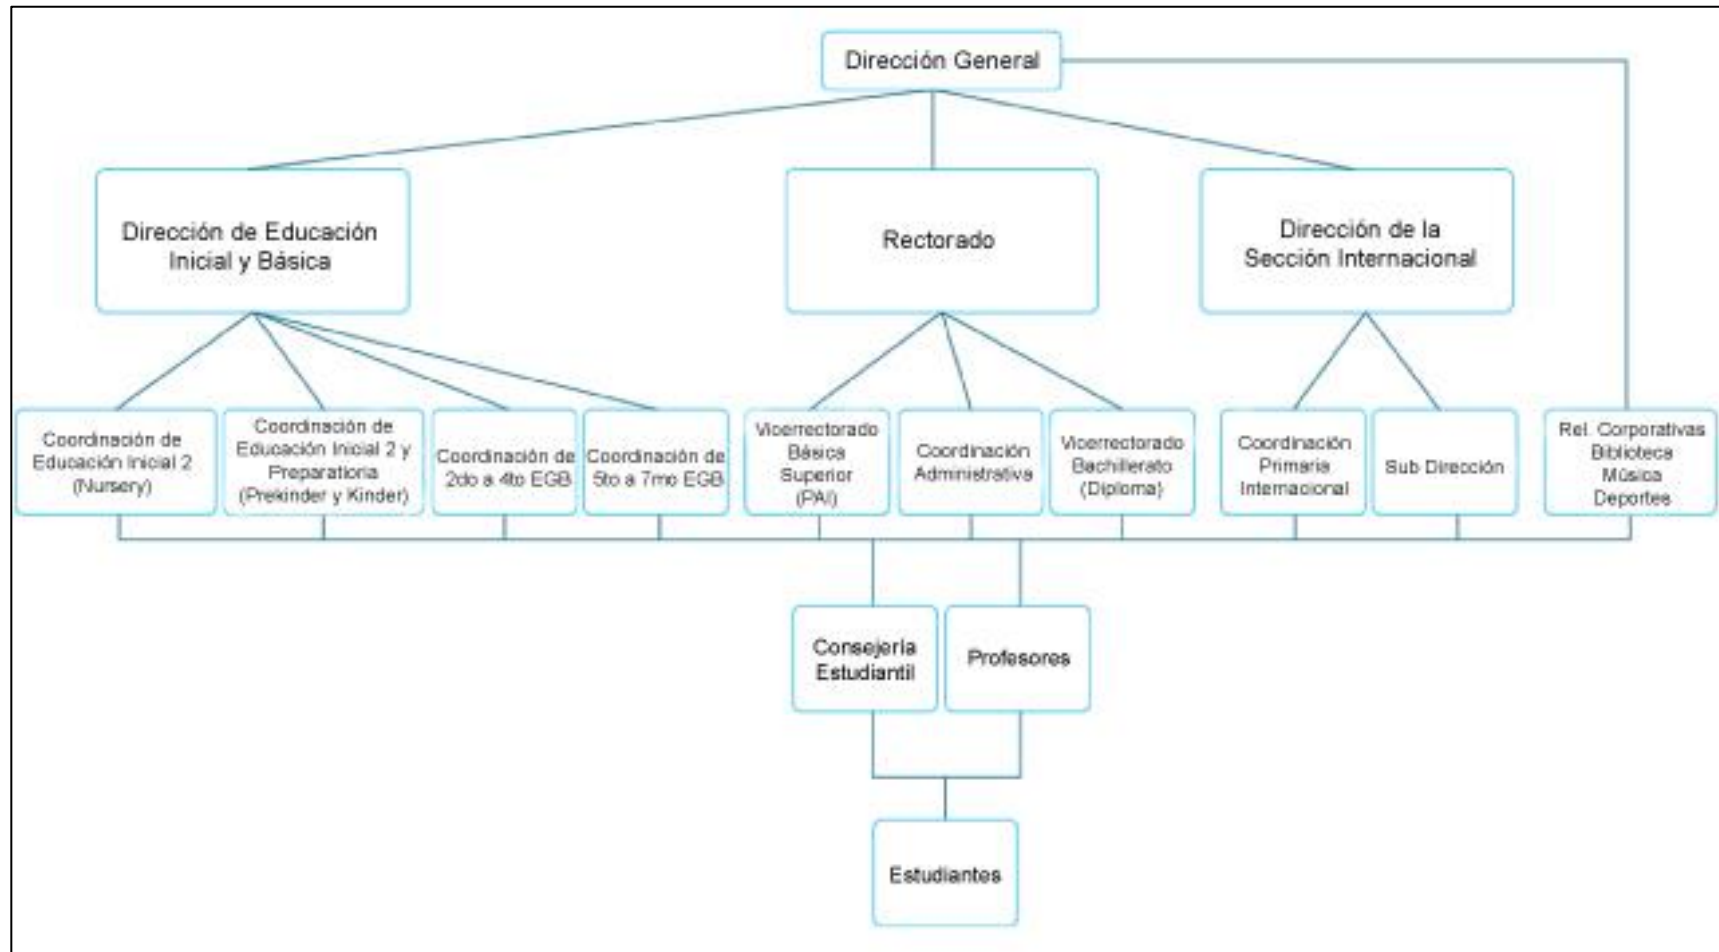 Dirección General
Dirección de Educación
Inicial y Básica
Rectorado
Dirección de la
Sección Internacional
Coordinación de
Educación Inicial 2
(Nursery)
Coordinación de
Educación Inicial 2 y
Preparatioria
(Prekinder y Kinder)
Coordinación de
2do a 4to EGB
Coordinación de
5to a 7mo EGB
Vicerrectorado
Básica
Superior
(PAI)
Coordinación
Administrativa
Vicerrectorado
Bachillerato
(Diploma)
Coordinación
Primaria
Internacional
Sub Dirección
Rel. Corporativas
Biblioteca
Música
Deportes
Consejería
Estudiantil
Profesores
Estudiantes